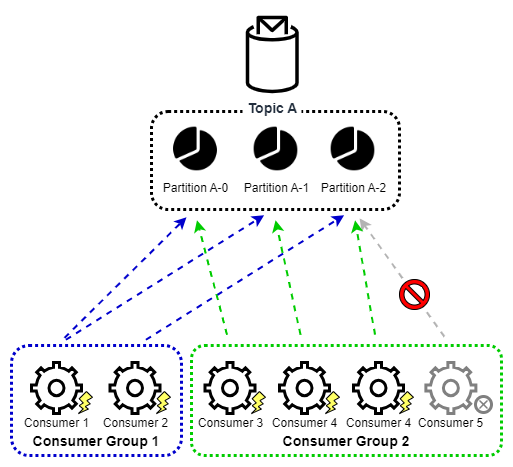 Topic A
Partition A-0 Partition A-1 Partition A-2
Consumer 1 Consumer 2 Consumer 3 Consumer 4 Consumer 4 Consumer 5
Consumer Group 1 Consumer Group 2